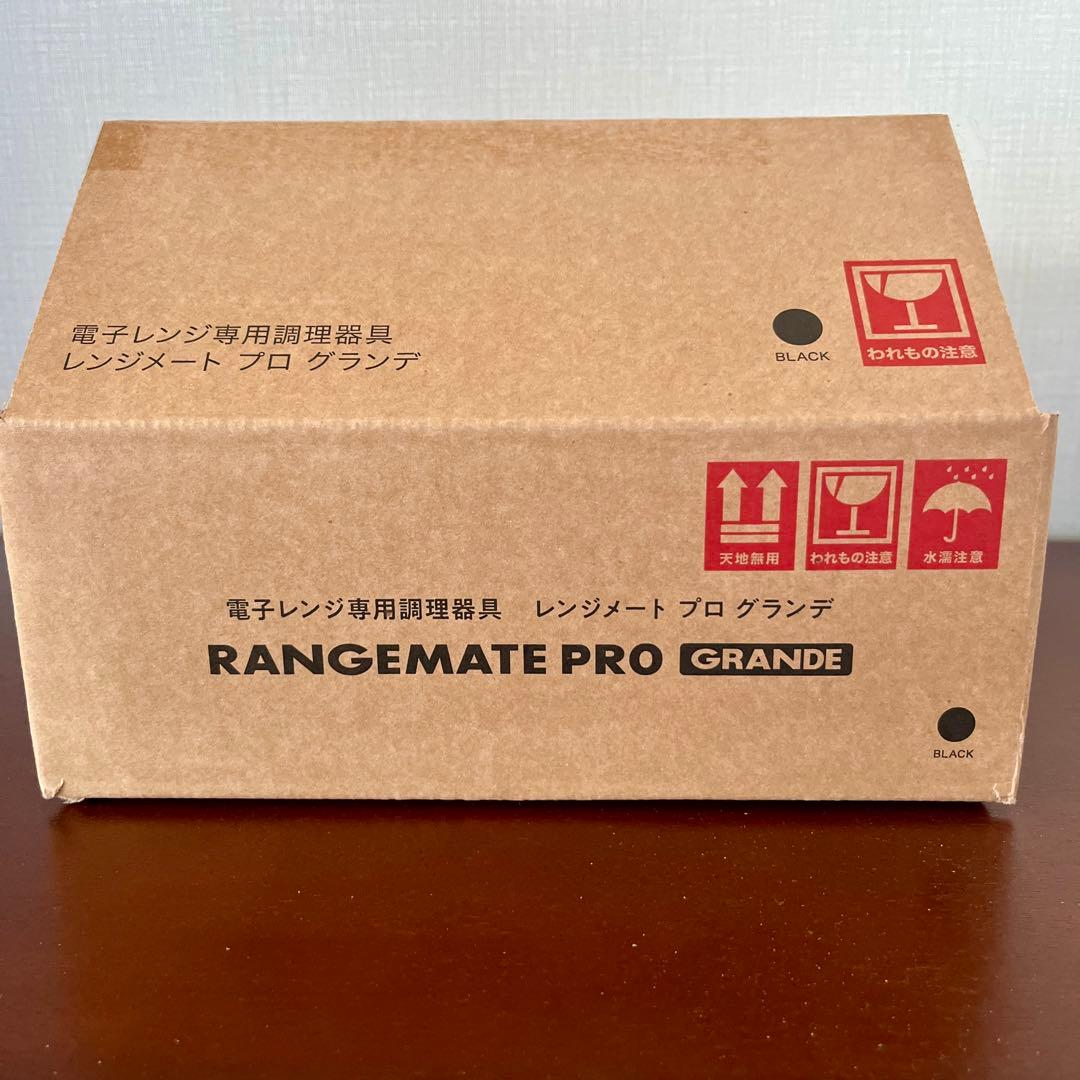 電子レンジ専用調理器具
レンジメート プロ グランデ
BLACK
われもの注意
天地無用
われもの注意
水濡注意
電子レンジ専用調理器具 レンジメート プロ グランデ
RANGEMATE PRO GRANDE
BLACK